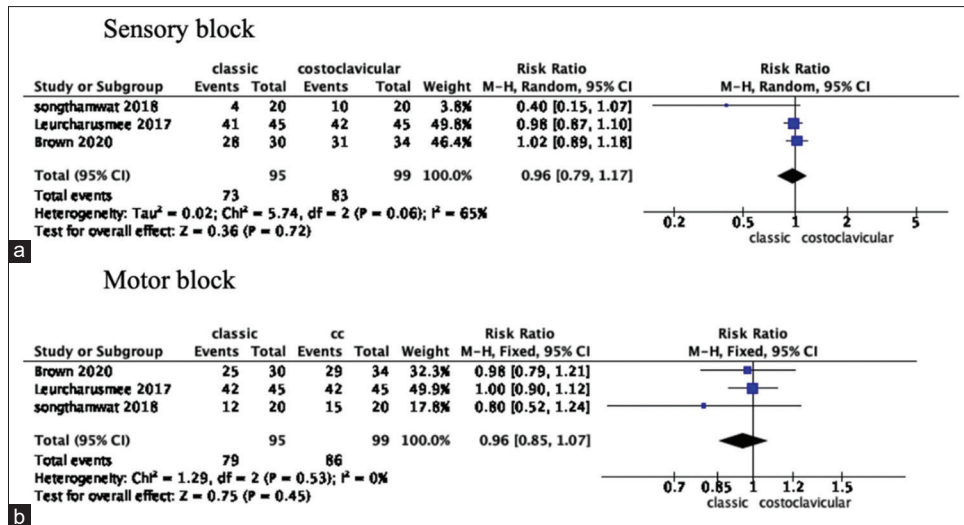 Sensory block
classic costoclavicular Risk Ratio Risk Ratio
Study or Subgroup Events Total Events Total Weight M-H, Random, 95% CI M-H, Random, 95% CI
songthamwat 2018 4 20 10 20 3.8% 0.40 [0.15, 1.07]
Leurcharusmee 2017 41 45 42 45 49.8% 0.98 [0.87, 1.10]
Brown 2020 28 30 31 34 46.4% 1.02 [0.89, 1.18]
Total (95% CI) 95 99 100.0% 0.96 [0.79, 1.17]
Total events 73 83
Heterogeneity: Tau² = 0.02; Chi² = 5.74, df = 2 (P = 0.06); I² = 65%
Test for overall effect: Z = 0.36 (P = 0.72)
0.2 0.5 1 2 5
classic costoclavicular
a
Motor block
classic cc Risk Ratio Risk Ratio
Study or Subgroup Events Total Events Total Weight M-H, Fixed, 95% CI M-H, Fixed, 95% CI
Brown 2020 25 30 29 34 32.3% 0.98 [0.79, 1.21]
Leurcharusmee 2017 42 45 42 45 49.9% 1.00 [0.90, 1.12]
songthamwat 2018 12 20 15 20 17.8% 0.80 [0.52, 1.24]
Total (95% CI) 95 99 100.0% 0.96 [0.85, 1.07]
Total events 79 86
Heterogeneity: Chi² = 1.29, df = 2 (P = 0.53); I² = 0%
Test for overall effect: Z = 0.75 (P = 0.45)
0.7 0.85 1 1.2 1.5
classic costoclavicular
b